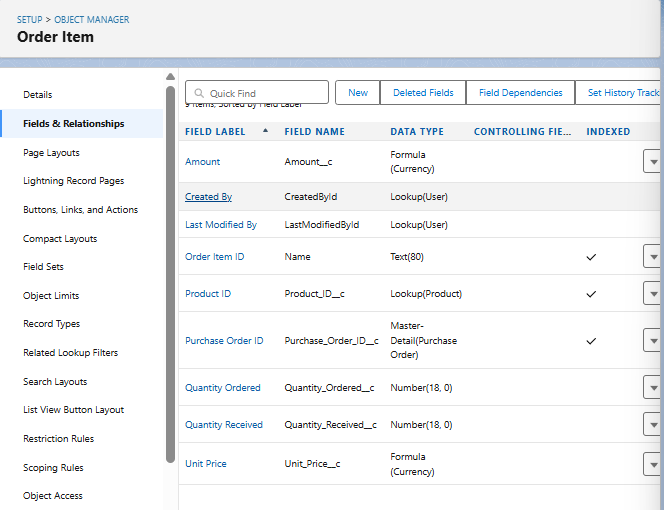 SETUP > OBJECT MANAGER
Order Item
Details
Fields & Relationships
Page Layouts
Lightning Record Pages
Buttons, Links, and Actions
Compact Layouts
Field Sets
Object Limits
Record Types
Related Lookup Filters
Search Layouts
List View Button Layout
Restriction Rules
Scoping Rules
Object Access
Quick Find
New
Deleted Fields
Field Dependencies
Set History Track
9 Items, Sorted by Field Label
FIELD LABEL FIELD NAME DATA TYPE CONTROLLING FIE... INDEXED
Amount Amount__c Formula
(Currency)
Created By CreatedById Lookup(User)
Last Modified By LastModifiedById Lookup(User)
Order Item ID Name Text(80)
Product ID Product_ID__c Lookup(Product)
Master-
Purchase Order ID Purchase_Order_ID__c Detail(Purchase
Order)
Quantity Ordered Quantity_Ordered__c Number(18, 0)
Quantity Received Quantity_Received__c Number(18, 0)
Unit Price Unit_Price__c Formula
(Currency)